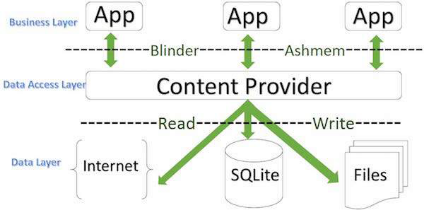 Business Layer
App
App
App
Blinder
Ashmem
Data Access Layer
Content Provider
Read
Write
Data Layer
Internet
SQLite
Files